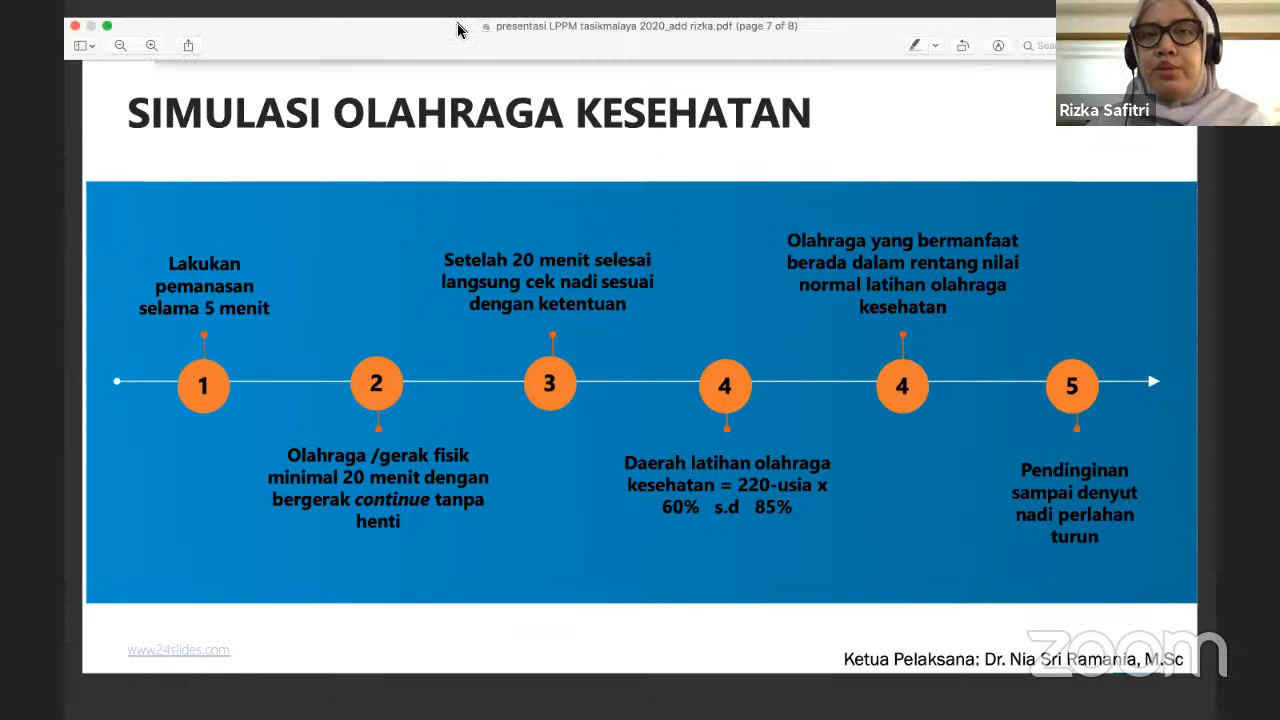 presentasi LPPM tasikmalaya 2020_add rizka.pdf (page 7 of 8)
Sea
Rizka Safitri
SIMULASI OLAHRAGA KESEHATAN
Lakukan
pemanasan
selama 5 menit
Setelah 20 menit selesai
langsung cek nadi sesuai
dengan ketentuan
Olahraga yang bermanfaat
berada dalam rentang nilai
normal latihan olahraga
kesehatan
1
2
3
4
4
5
Olahraga /gerak fisik
minimal 20 menit dengan
bergerak continue tanpa
henti
Daerah latihan olahraga
kesehatan = 220-usia x
60% s.d 85%
Pendinginan
sampai denyut
nadi perlahan
turun
www.24slides.com
Ketua Pelaksana: Dr. Nia Sri Ramania, M.Sc
zoom